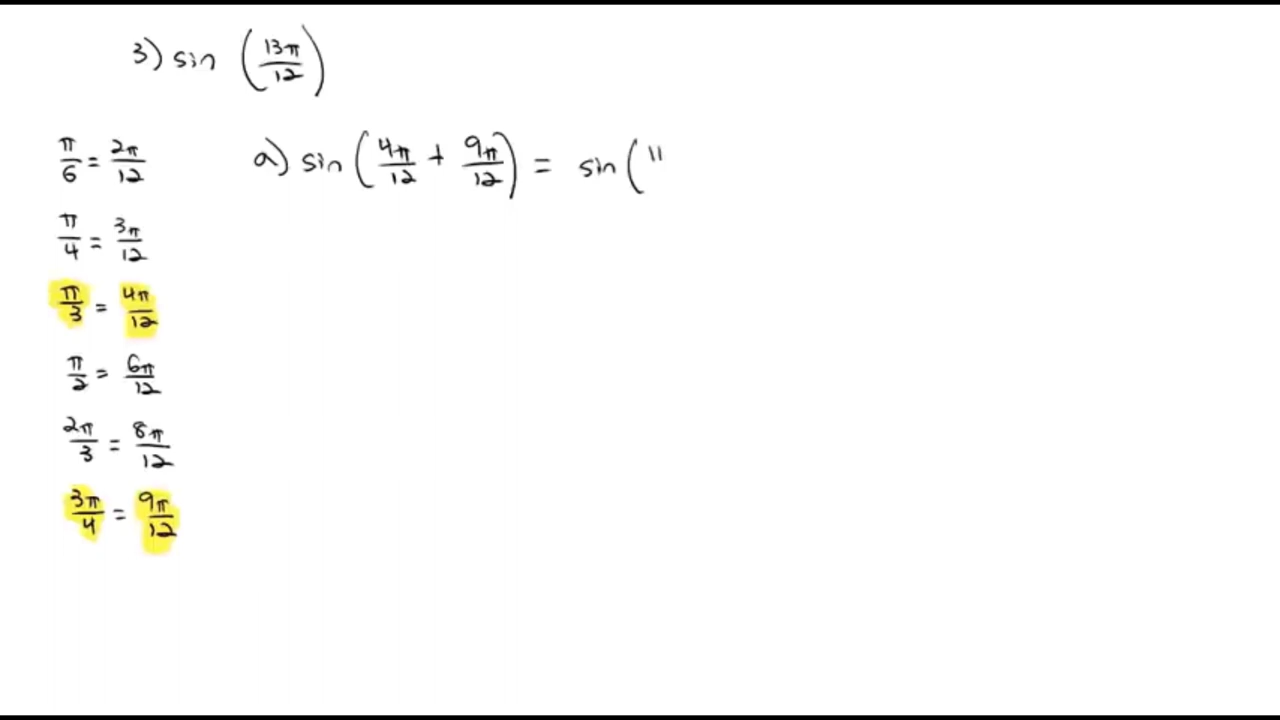 3) sin (13π/12)
π/6 = 2π/12
a) sin (4π/12 + 9π/12) = sin ( 11
π/4 = 3π/12
π/3 = 4π/12
π/2 = 6π/12
2π/3 = 8π/12
3π/4 = 9π/12